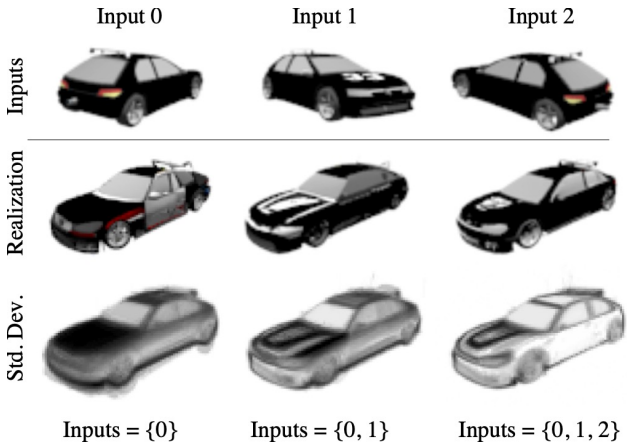 Input 0 Input 1 Input 2
Inputs
33
Realization
Std. Dev.
Inputs = {0} Inputs = {0, 1} Inputs = {0, 1, 2}